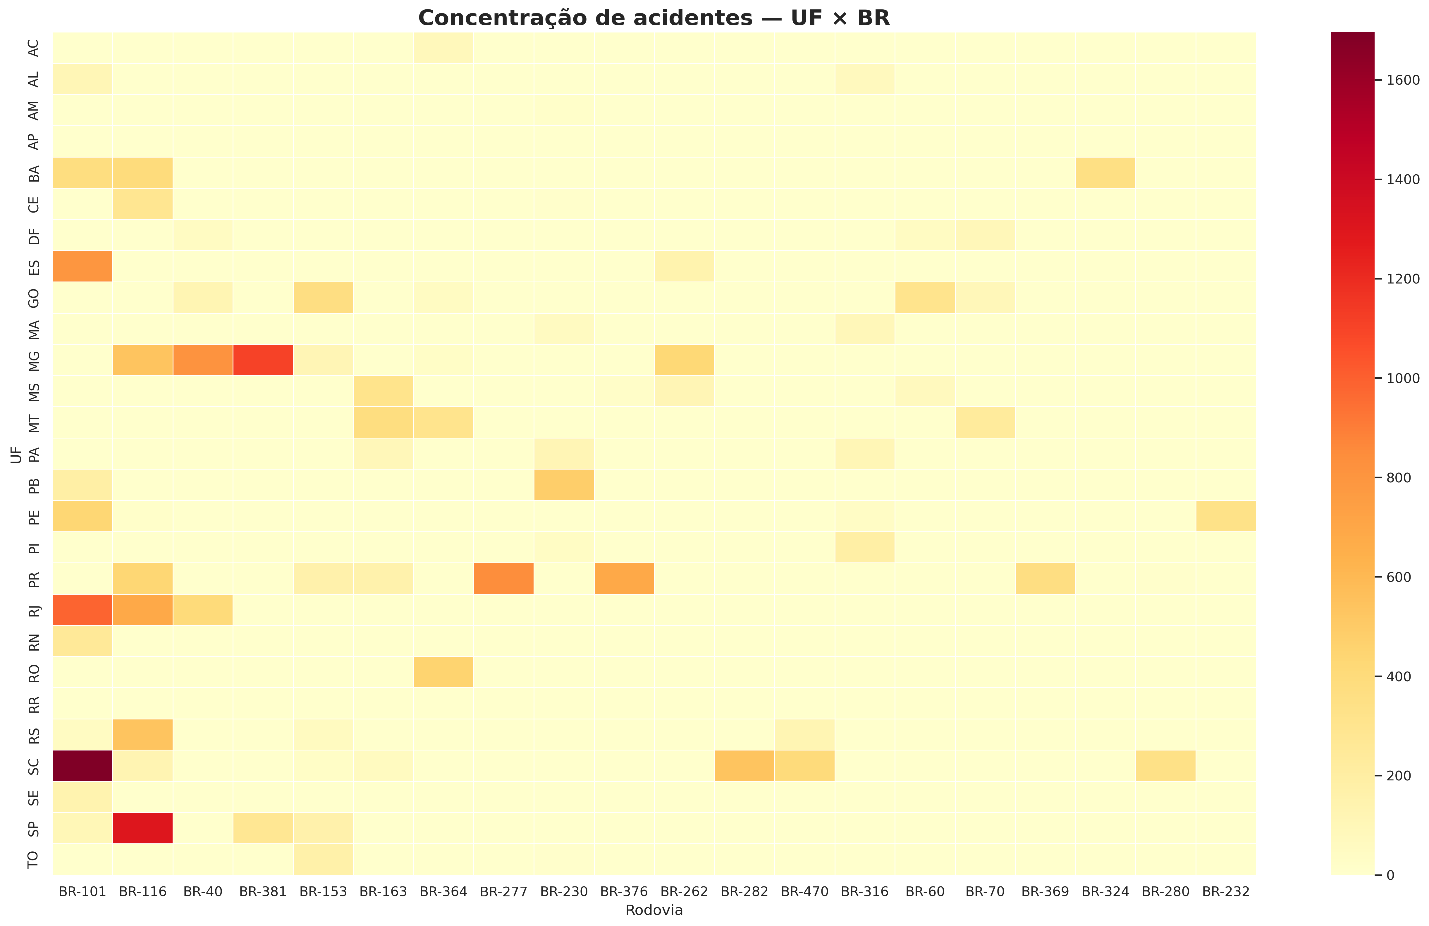 Concentração de acidentes — UF × BR
UF
AC
AL
AM
AP
BA
CE
DF
ES
GO
MA
MG
MS
MT
PA
PB
PE
PI
PR
RJ
RN
RO
RR
RS
SC
SE
SP
TO
BR-101 BR-116 BR-40 BR-381 BR-153 BR-163 BR-364 BR-277 BR-230 BR-376 BR-262 BR-282 BR-470 BR-316 BR-60 BR-70 BR-369 BR-324 BR-280 BR-232
Rodovia
1600
1400
1200
1000
800
600
400
200
0